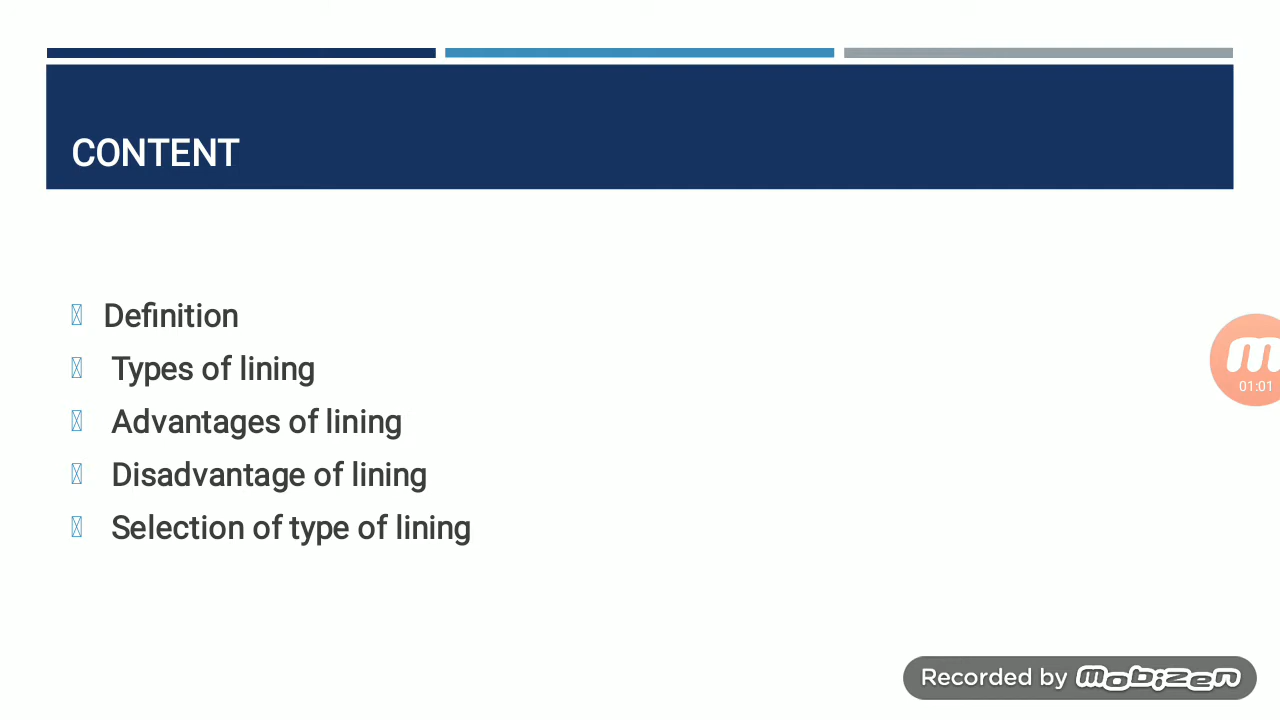 CONTENT
Definition
Types of lining
Advantages of lining
Disadvantage of lining
Selection of type of lining
01:01
Recorded by mobizen